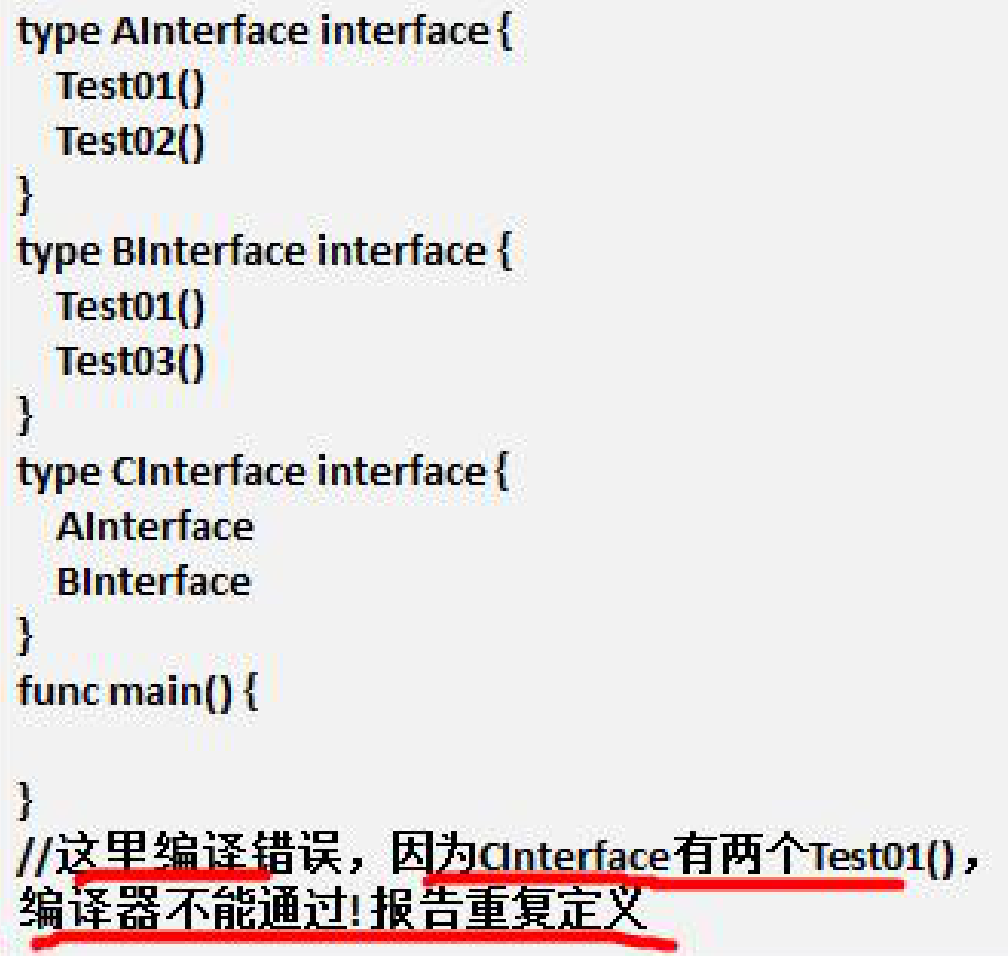 type AInterface interface {
Test01()
Test02()
}
type BInterface interface {
Test01()
Test03()
}
type CInterface interface {
AInterface
BInterface
}
func main() {
}
//这里编译错误，因为CInterface有两个Test01()，
编译器不能通过!报告重复定义